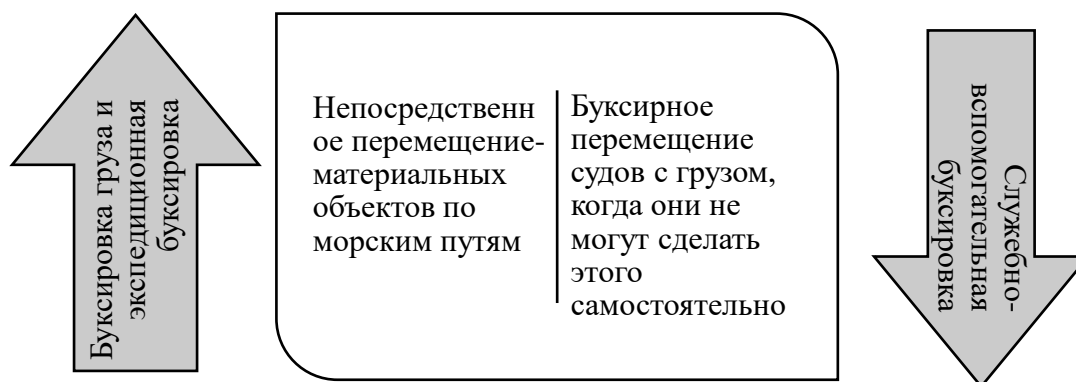 Буксировка груза и
экспедиционная
буксировка
Непосредственн
ое перемещение-
материальных
объектов по
морским путям
Буксирное
перемещение
судов с грузом,
когда они не
могут сделать
этого
самостоятельно
Служебно-
вспомогательная
буксировка